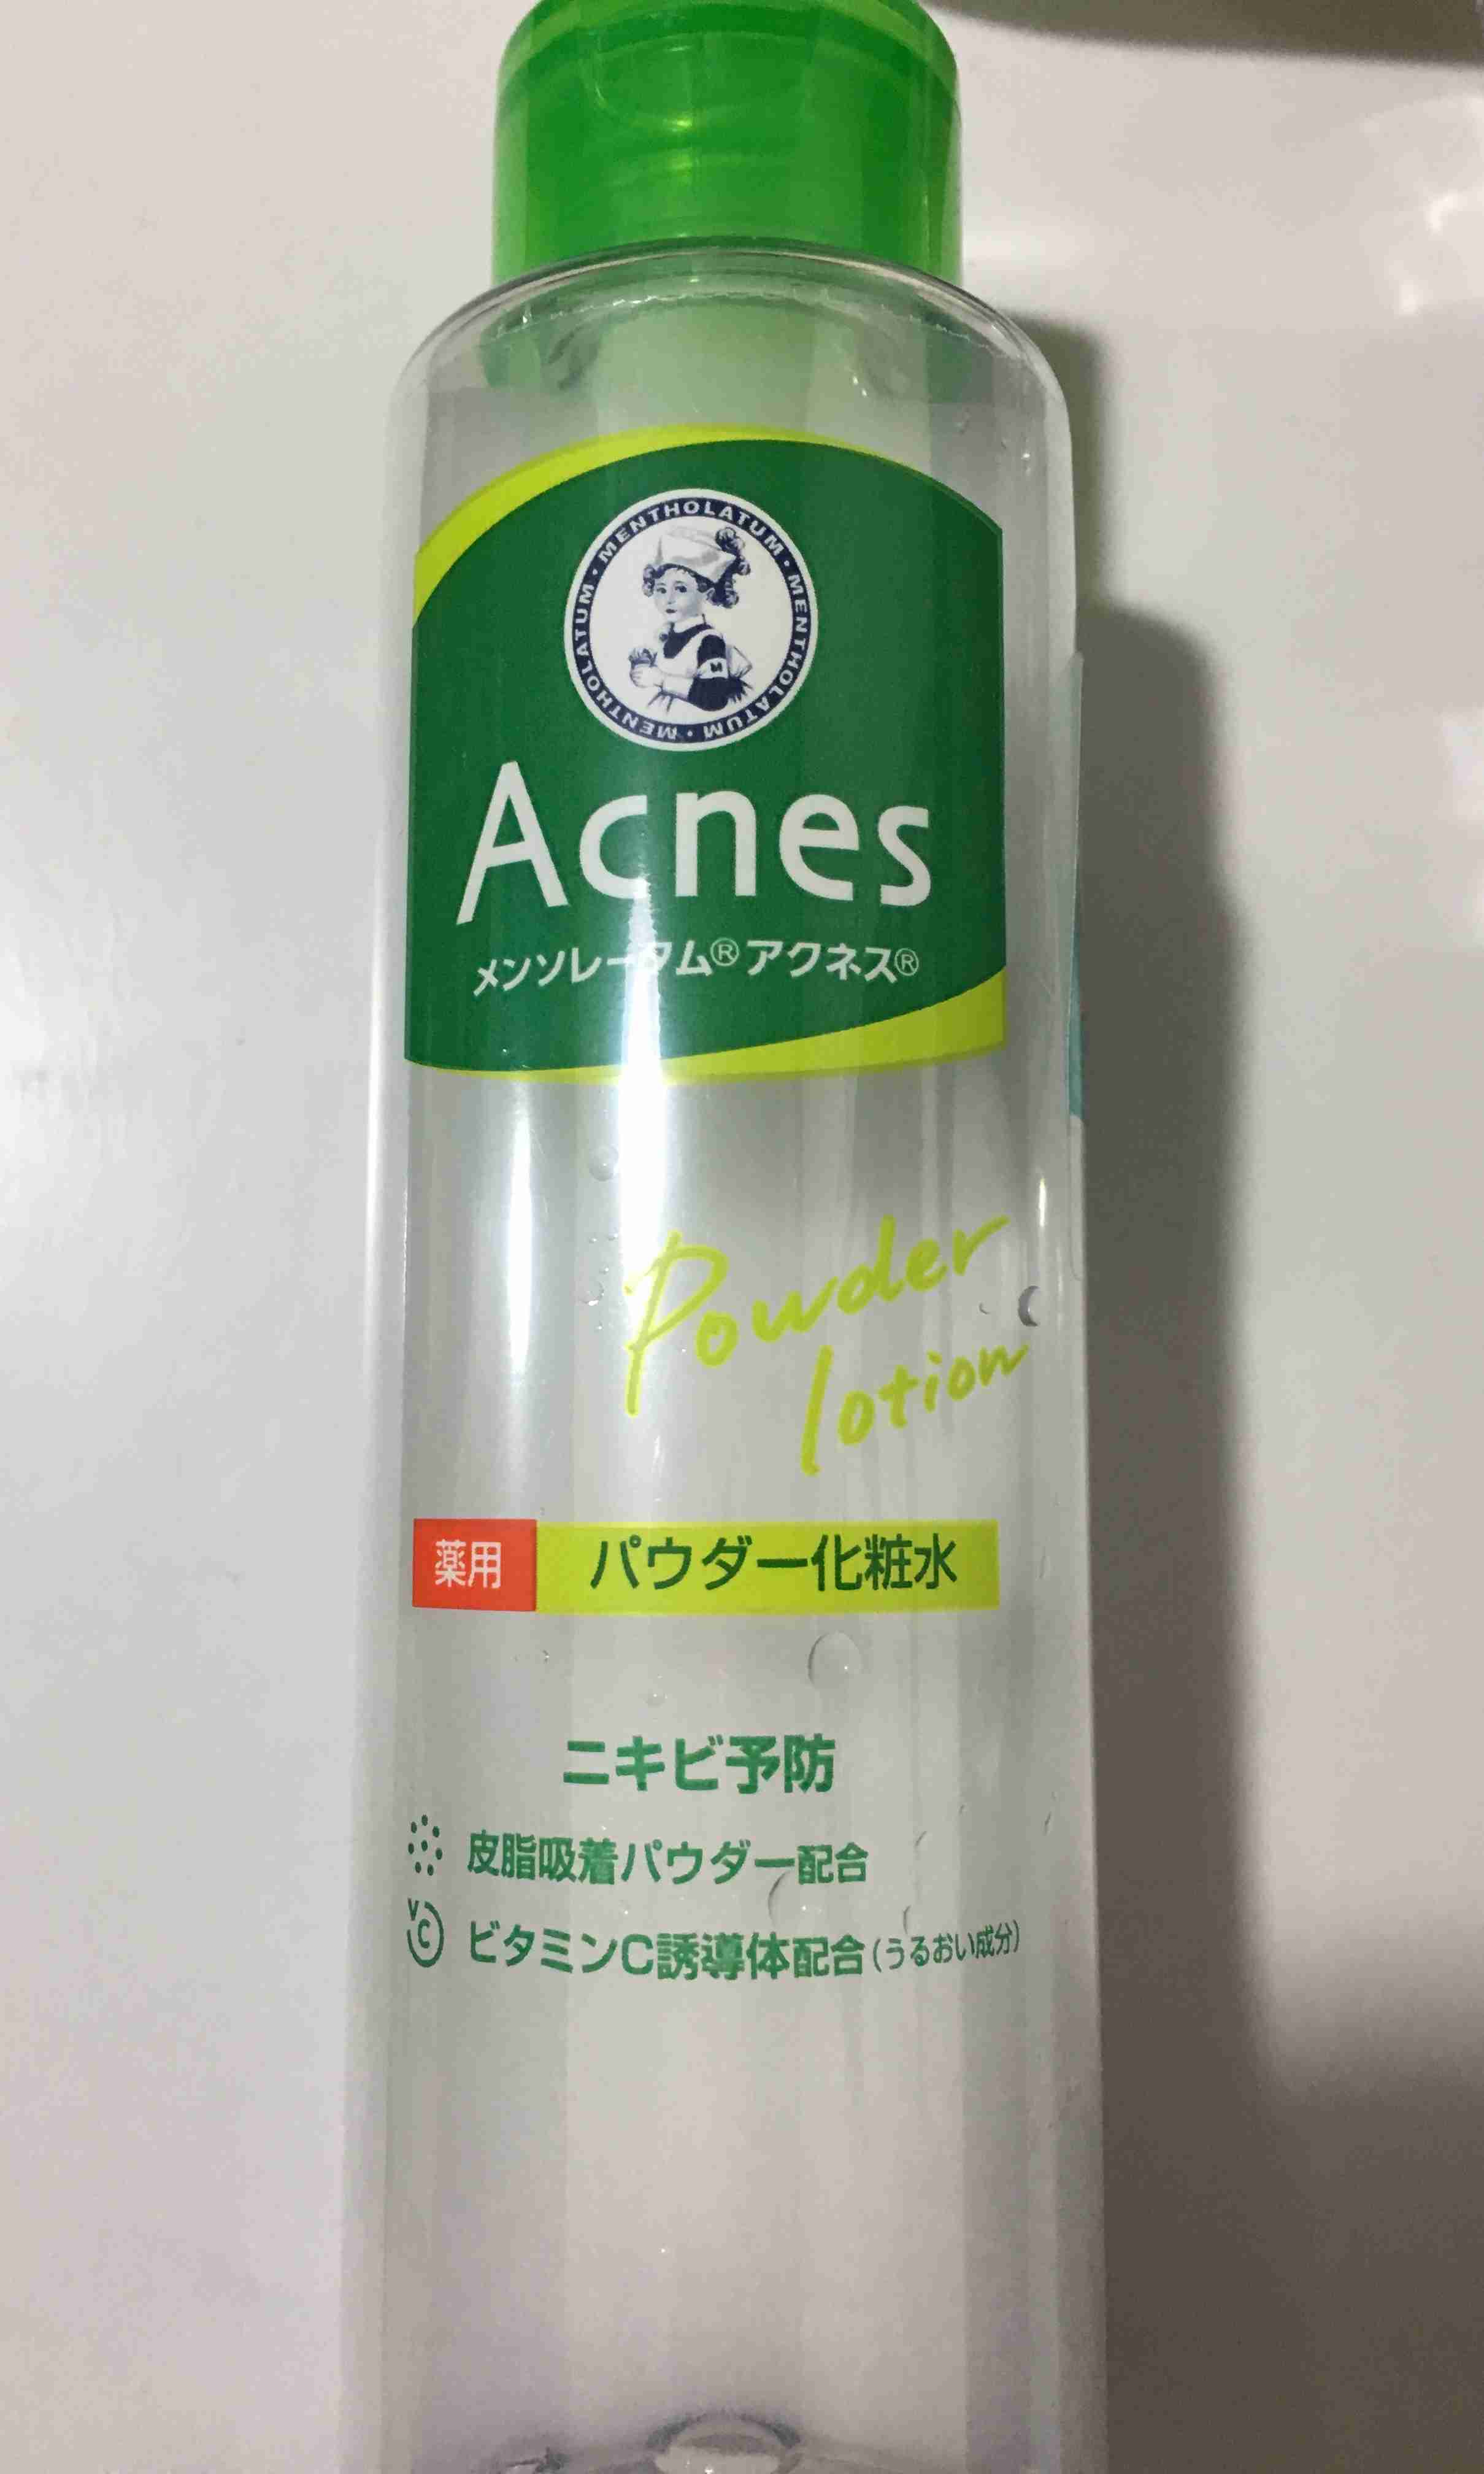 MENTHOLATUM・MENTHOLATUM・MENTHOLATUM・
Acnes
メンソレータム®アクネス®
Powder
lotion
薬用 パウダー化粧水
ニキビ予防
皮脂吸着パウダー配合
VC ビタミンC誘導体配合(うるおい成分)